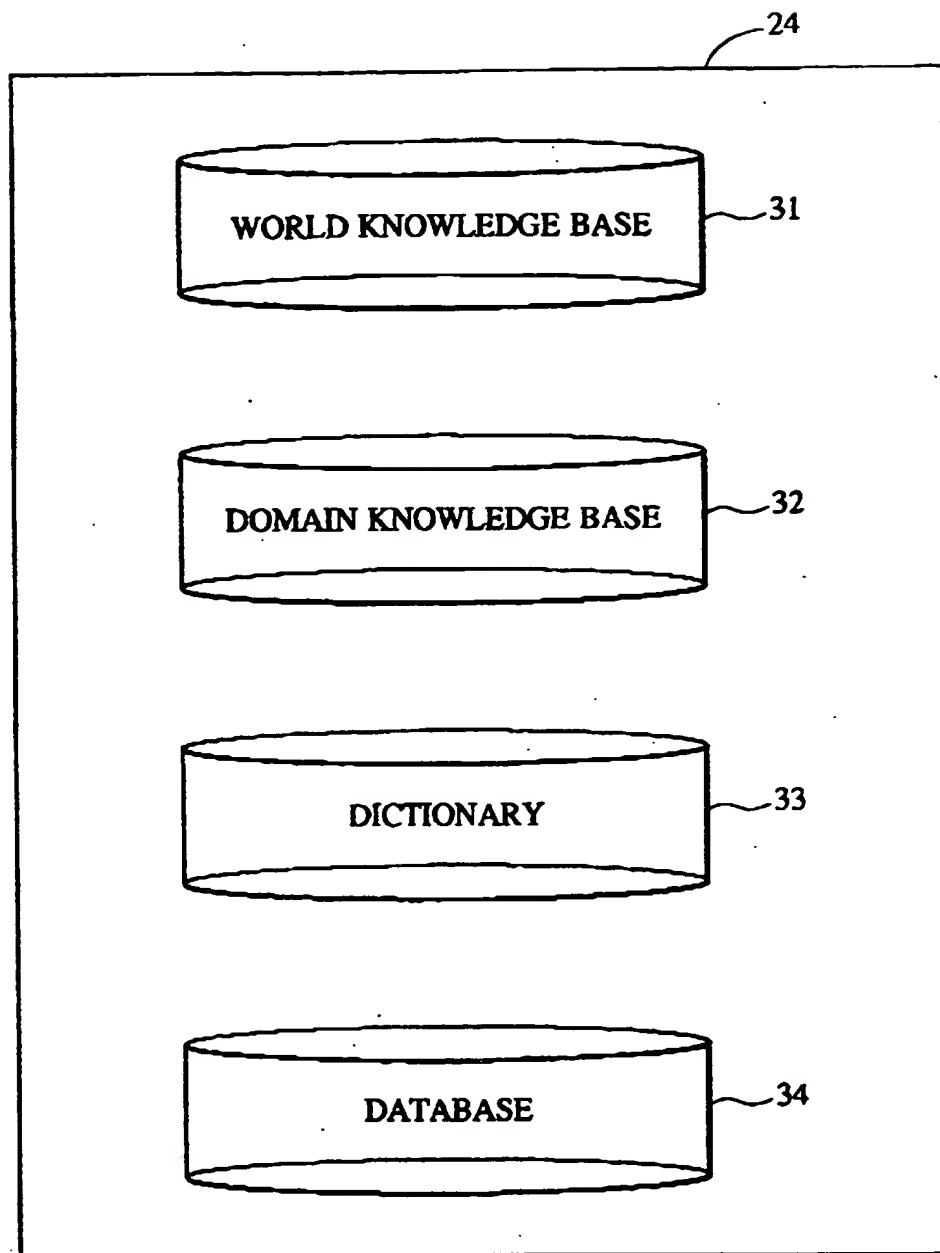 24
WORLD KNOWLEDGE BASE
31
DOMAIN KNOWLEDGE BASE
32
DICTIONARY
33
DATABASE
34